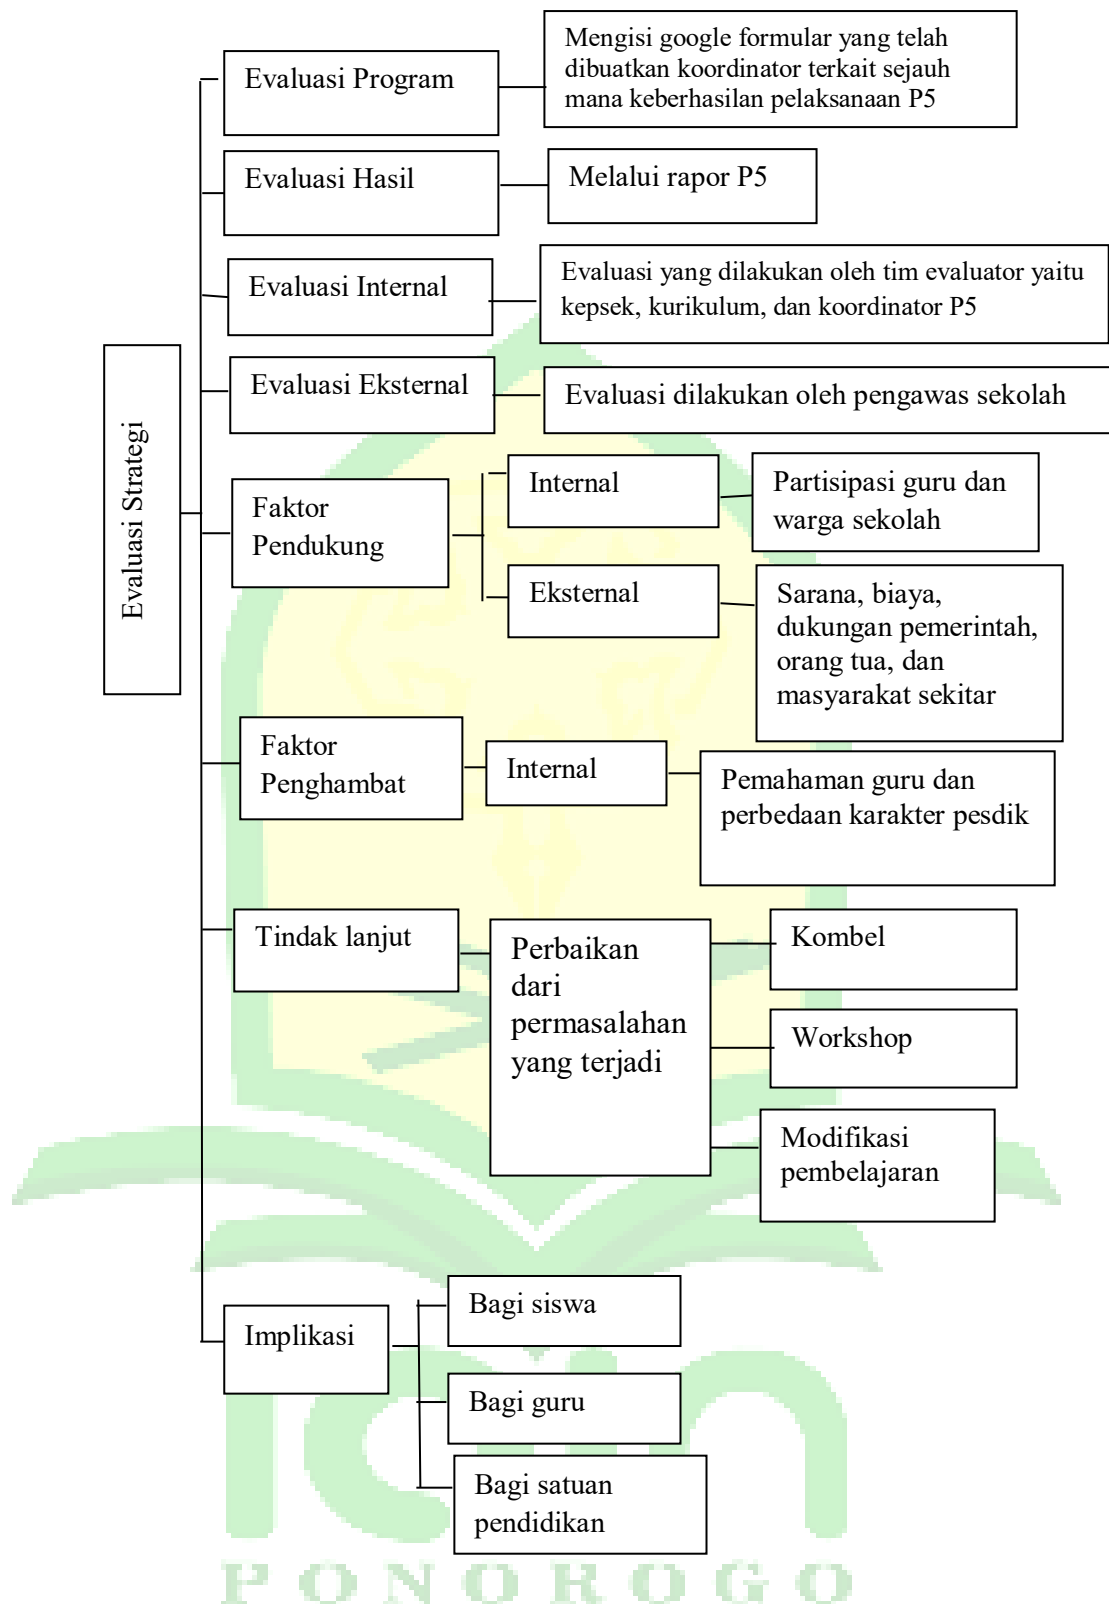 Evaluasi Strategi
Evaluasi Program
Mengisi google formular yang telah
dibuatkan koordinator terkait sejauh
mana keberhasilan pelaksanaan P5
Evaluasi Hasil
Melalui rapor P5
Evaluasi Internal
Evaluasi yang dilakukan oleh tim evaluator yaitu
kepsek, kurikulum, dan koordinator P5
Evaluasi Eksternal
Evaluasi dilakukan oleh pengawas sekolah
Faktor
Pendukung
Internal
Partisipasi guru dan
warga sekolah
Eksternal
Sarana, biaya,
dukungan pemerintah,
orang tua, dan
masyarakat sekitar
Faktor
Penghambat
Internal
Pemahaman guru dan
perbedaan karakter pesdik
Tindak lanjut
Perbaikan
dari
permasalahan
yang terjadi
Kombel
Workshop
Modifikasi
pembelajaran
Implikasi
Bagi siswa
Bagi guru
Bagi satuan
pendidikan
iain
PONOROGO